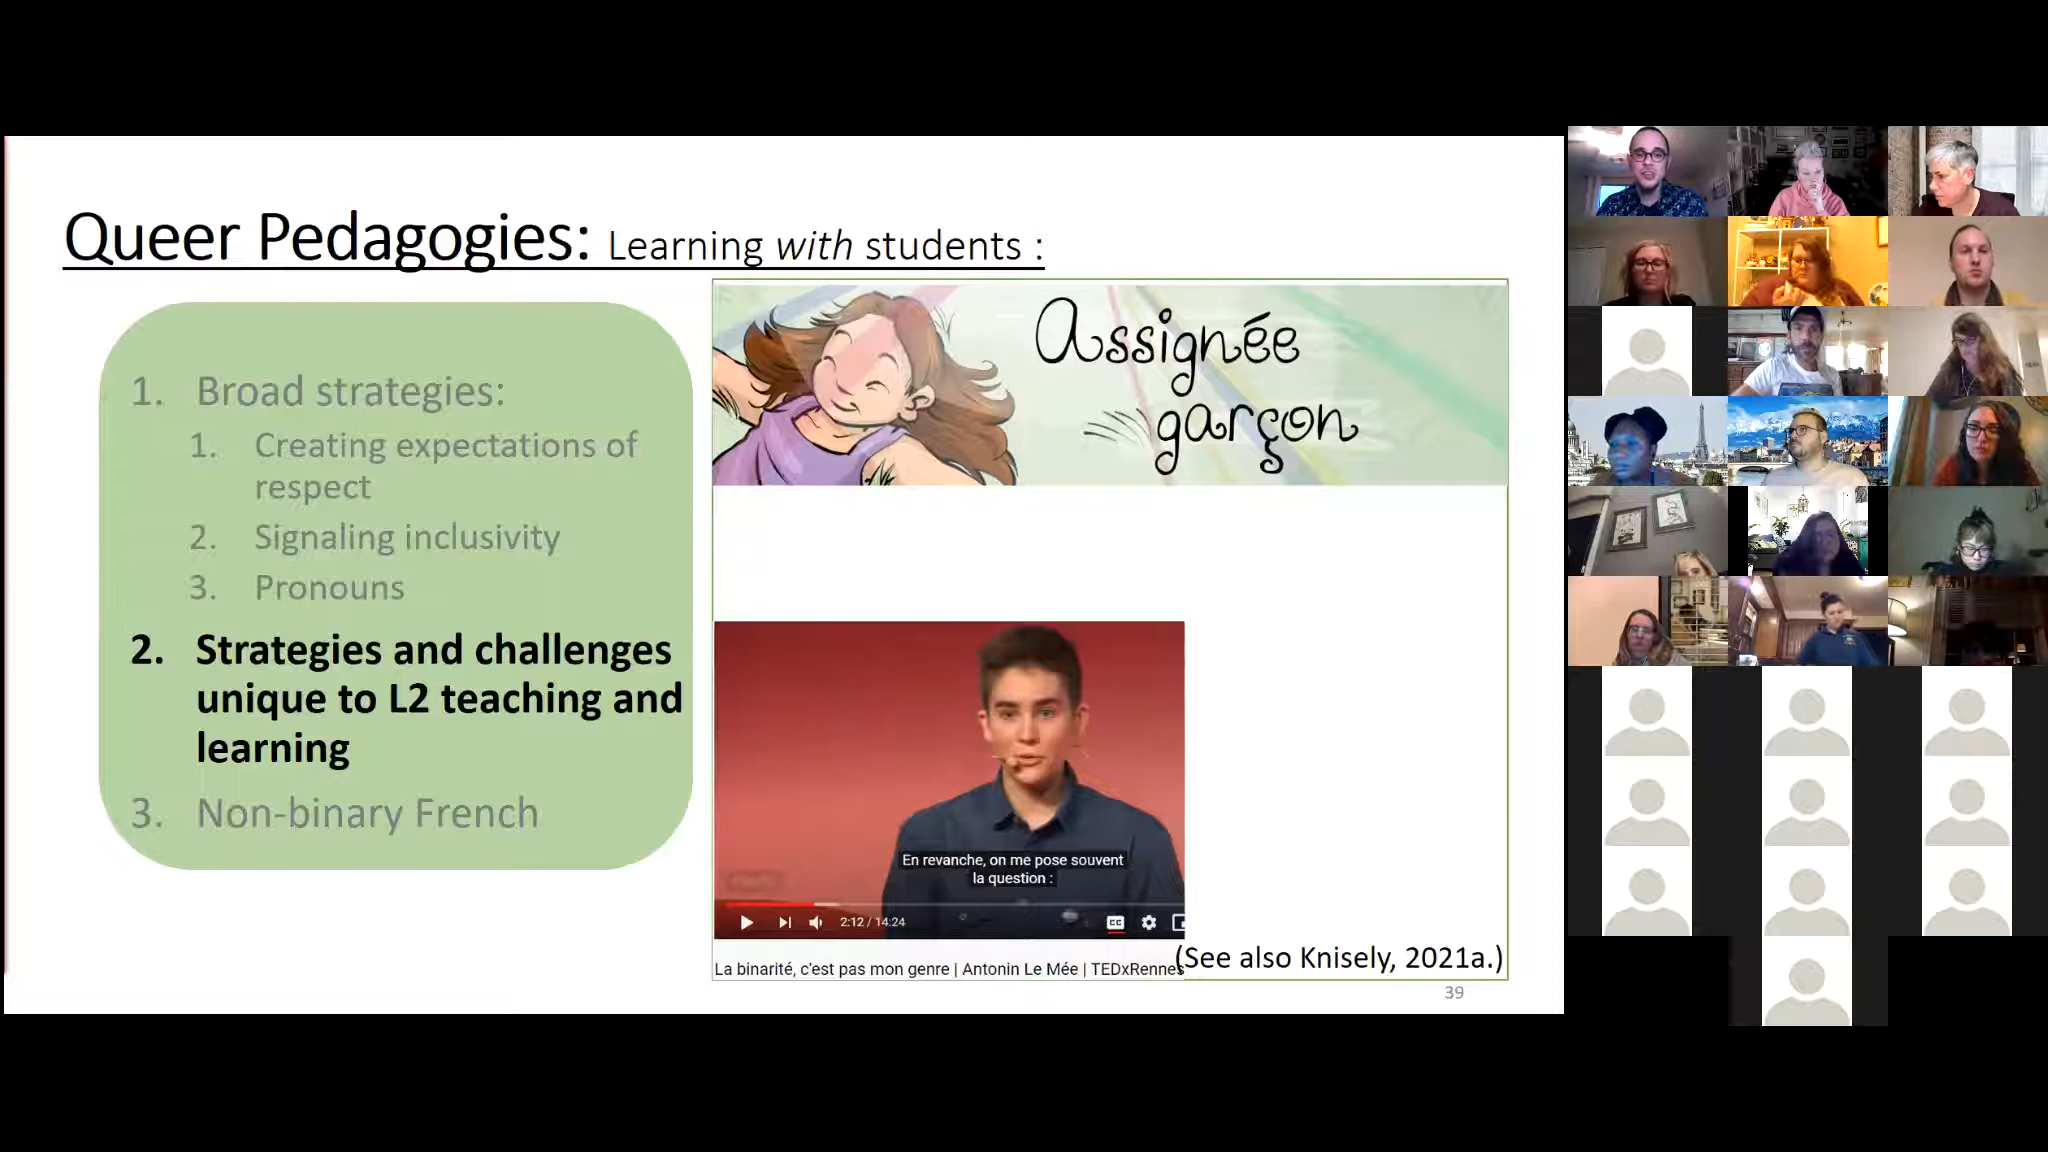 Queer Pedagogies: Learning with students :
1. Broad strategies:
1. Creating expectations of
respect
2. Signaling inclusivity
3. Pronouns
2. Strategies and challenges
unique to L2 teaching and
learning
3. Non-binary French
Assignée
garçon
En revanche, on me pose souvent
la question :
2:12 / 14:24
CC
La binarité, c'est pas mon genre | Antonin Le Mée | TEDxRennes
(See also Knisely, 2021a.)
39